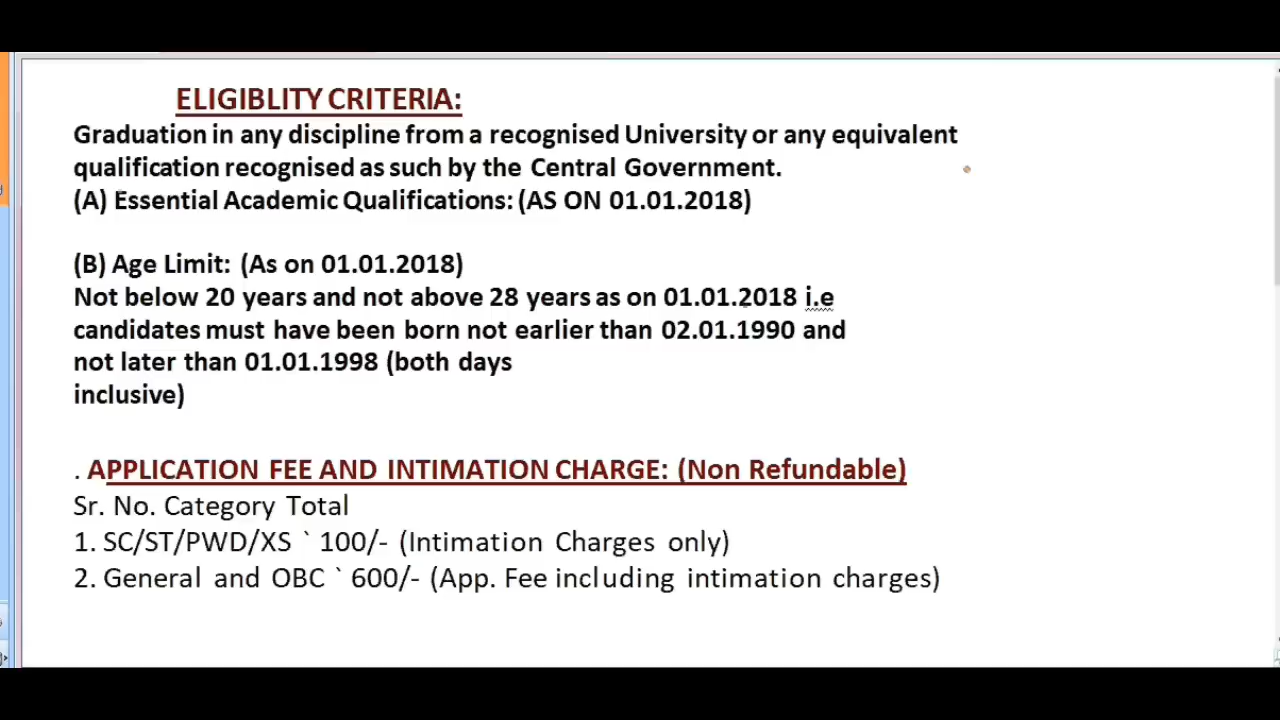 ELIGIBLITY CRITERIA:
Graduation in any discipline from a recognised University or any equivalent
qualification recognised as such by the Central Government.
(A) Essential Academic Qualifications: (AS ON 01.01.2018)
(B) Age Limit: (As on 01.01.2018)
Not below 20 years and not above 28 years as on 01.01.2018 i.e
candidates must have been born not earlier than 02.01.1990 and
not later than 01.01.1998 (both days
inclusive)
. APPLICATION FEE AND INTIMATION CHARGE: (Non Refundable)
Sr. No. Category Total
1. SC/ST/PWD/XS ` 100/- (Intimation Charges only)
2. General and OBC ` 600/- (App. Fee including intimation charges)